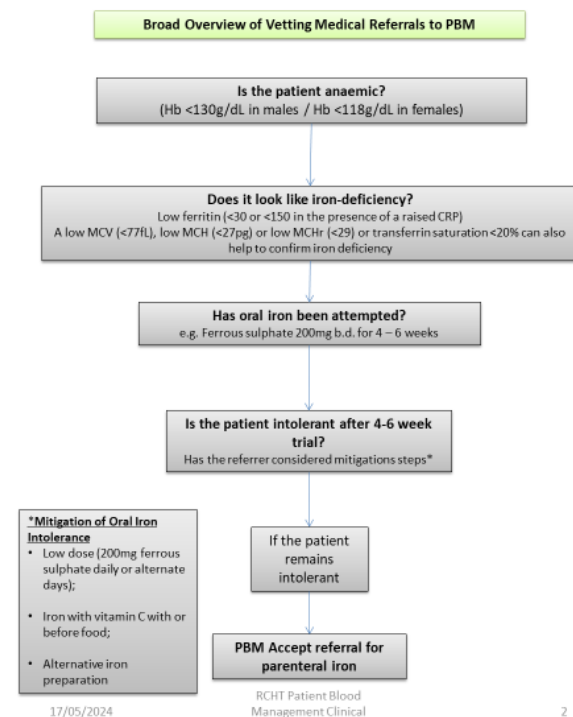 Broad Overview of Vetting Medical Referrals to PBM
Is the patient anaemic?
(Hb <130g/dL in males / Hb <118g/dL in females)
Does it look like iron-deficiency?
Low ferritin (<30 or <150 in the presence of a raised CRP)
A low MCV (<77fL), low MCH (<27pg) or low MCHr (<29) or transferrin saturation <20% can also
help to confirm iron deficiency
Has oral iron been attempted?
e.g. Ferrous sulphate 200mg b.d. for 4 – 6 weeks
Is the patient intolerant after 4-6 week
trial?
Has the referrer considered mitigations steps*
*Mitigation of Oral Iron
Intolerance
• Low dose (200mg ferrous
sulphate daily or alternate
days);
• Iron with vitamin C with or
before food;
• Alternative iron
preparation
If the patient
remains
intolerant
PBM Accept referral for
parenteral iron
17/05/2024
RCHT Patient Blood
Management Clinical
2